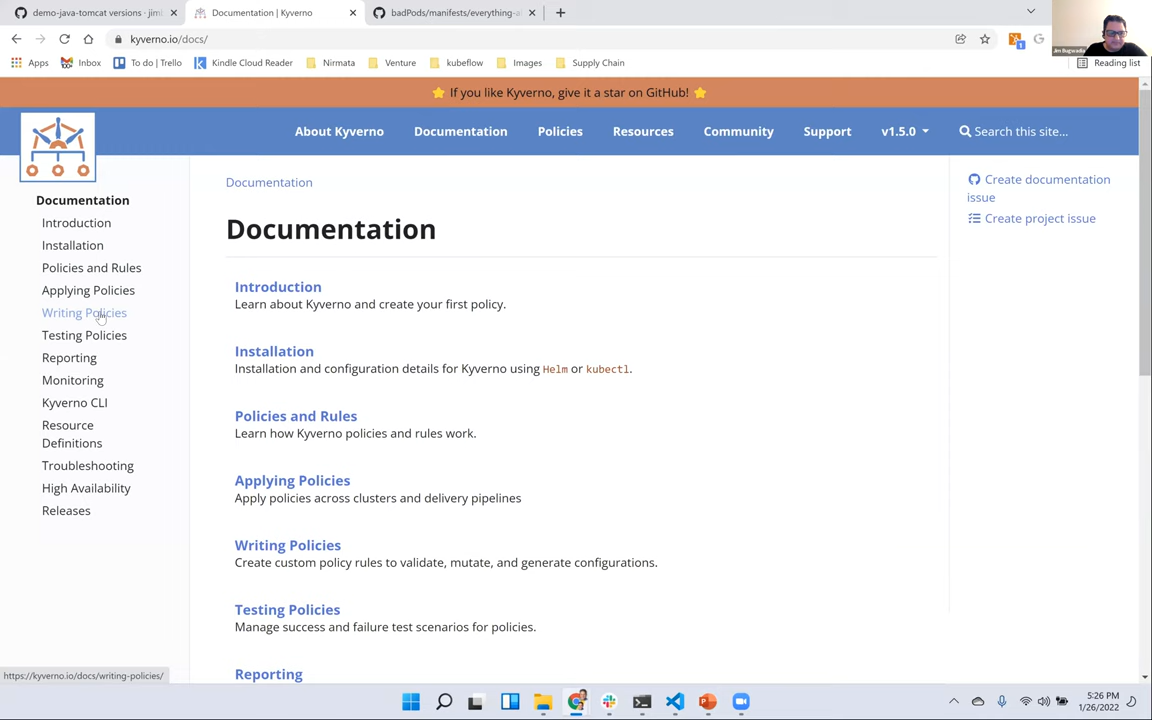 demo-java-tomcat versions · jimb
Documentation | Kyverno
badPods/manifests/everything-al
kyverno.io/docs/
Jim Bugwadia
Apps
Inbox
To do | Trello
Kindle Cloud Reader
Nirmata
Venture
kubeflow
Images
Supply Chain
Reading list
If you like Kyverno, give it a star on GitHub!
About Kyverno
Documentation
Policies
Resources
Community
Support
v1.5.0
Search this site...
Documentation
Introduction
Installation
Policies and Rules
Applying Policies
Writing Policies
Testing Policies
Reporting
Monitoring
Kyverno CLI
Resource
Definitions
Troubleshooting
High Availability
Releases
Documentation
Documentation
Introduction
Learn about Kyverno and create your first policy.
Installation
Installation and configuration details for Kyverno using Helm or kubectl.
Policies and Rules
Learn how Kyverno policies and rules work.
Applying Policies
Apply policies across clusters and delivery pipelines
Writing Policies
Create custom policy rules to validate, mutate, and generate configurations.
Testing Policies
Manage success and failure test scenarios for policies.
Reporting
Create documentation
issue
Create project issue
https://kyverno.io/docs/writing-policies/
5:26 PM
1/26/2022